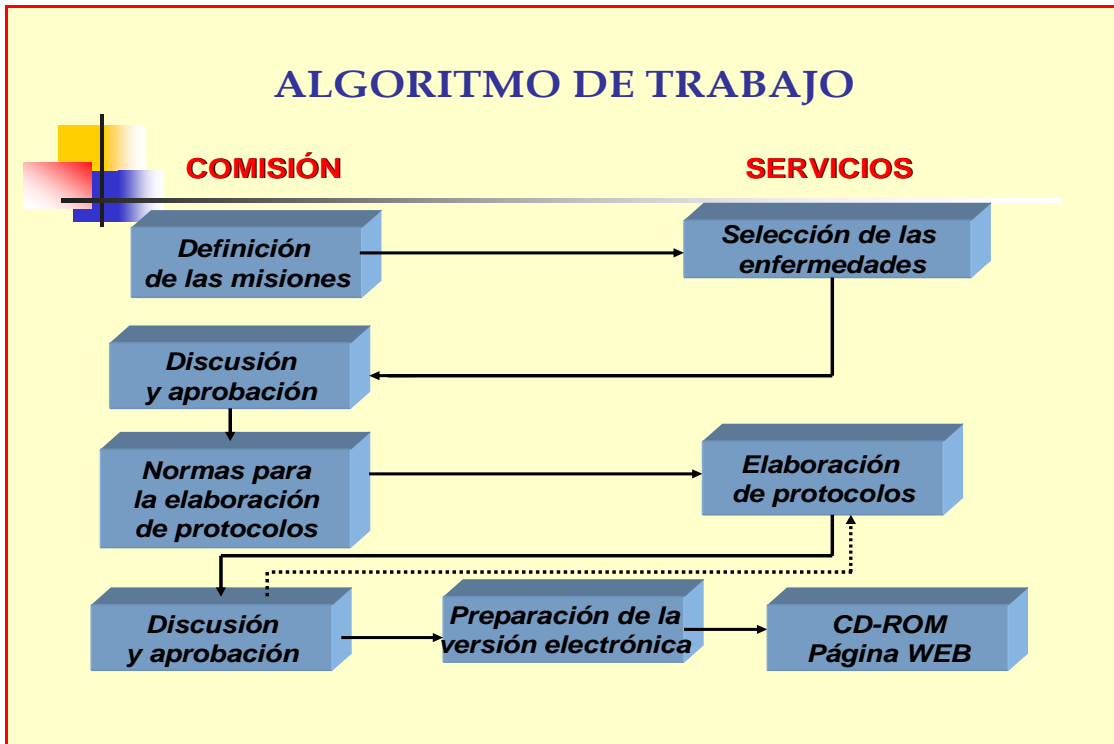 ALGORITMO DE TRABAJO
COMISIÓN
SERVICIOS
Definición
de las misiones
Selección de las
enfermedades
Discusión
y aprobación
Normas para
la elaboración
de protocolos
Elaboración
de protocolos
Discusión
y aprobación
Preparación de la
versión electrónica
CD-ROM
Página WEB